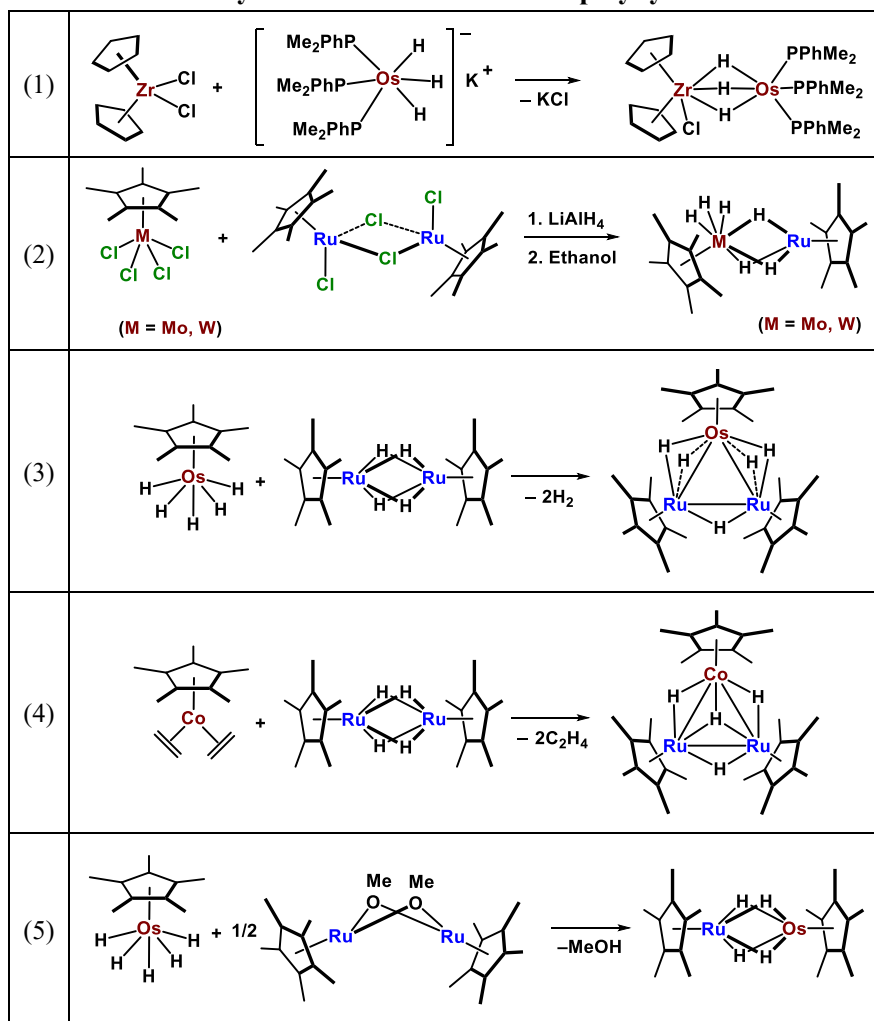 (1)
Zr Cl Cl + [ Me2PhP Me2PhP Me2PhP Os H H H ]− K+ – KCl Zr Cl H H H Os PPhMe2 PPhMe2 PPhMe2
(2)
M Cl Cl Cl Cl + Ru Cl Cl Cl Cl Ru 1. LiAlH4
2. Ethanol
H H H M H H H Ru
(M = Mo, W) (M = Mo, W)
(3)
Os H H H H H + Ru H H H H Ru – 2H2 Os H H H H Ru H Ru
(4)
Co + Ru H H H H Ru – 2C2H4 Co H H H Ru H Ru
(5)
Os H H H H H + 1/2 Ru Me O Me O Ru –MeOH Ru H H H H Os